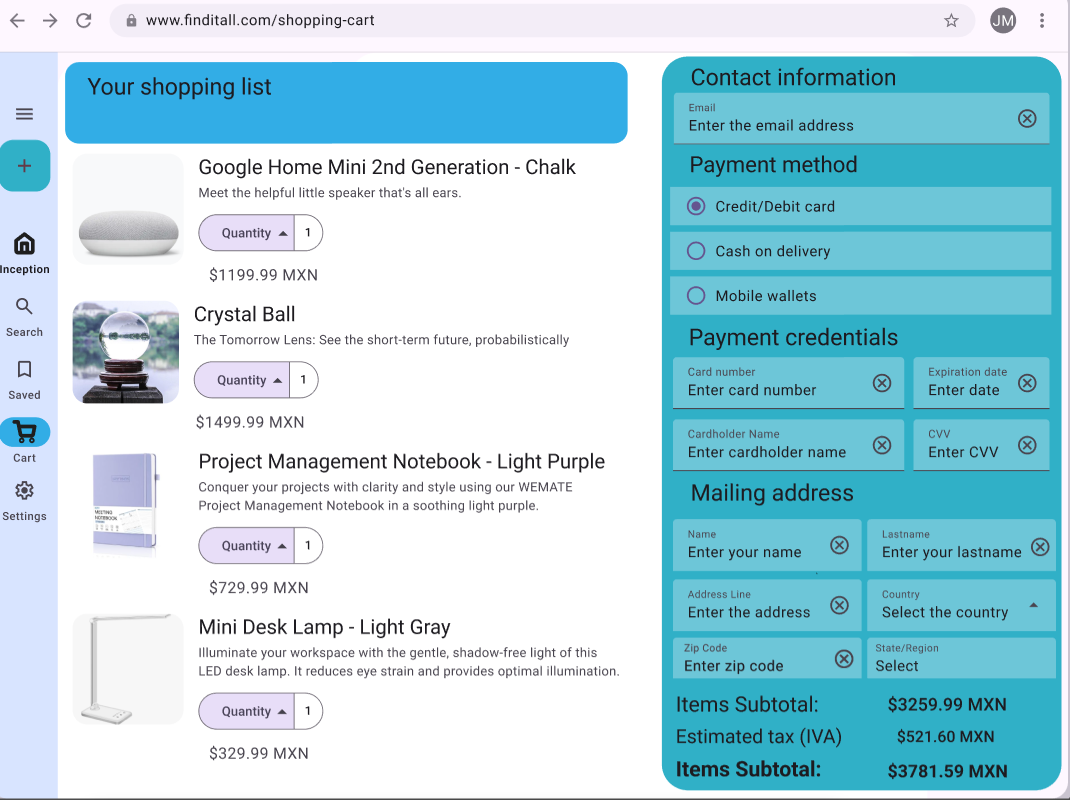 www.finditall.com/shopping-cart
JM
Inception
Search
Saved
Cart
Settings
Your shopping list
Google Home Mini 2nd Generation - Chalk
Meet the helpful little speaker that's all ears.
Quantity 1
$1199.99 MXN
Crystal Ball
The Tomorrow Lens: See the short-term future, probabilistically
Quantity 1
$1499.99 MXN
MEETING
NOTEBOOK
Project Management Notebook - Light Purple
Conquer your projects with clarity and style using our WEMATE
Project Management Notebook in a soothing light purple.
Quantity 1
$729.99 MXN
Mini Desk Lamp - Light Gray
Illuminate your workspace with the gentle, shadow-free light of this
LED desk lamp. It reduces eye strain and provides optimal illumination.
Quantity 1
$329.99 MXN
Contact information
Email
Enter the email address
Payment method
Credit/Debit card
Cash on delivery
Mobile wallets
Payment credentials
Card number
Enter card number
Expiration date
Enter date
Cardholder Name
Enter cardholder name
CVV
Enter CVV
Mailing address
Name
Enter your name
Lastname
Enter your lastname
Address Line
Enter the address
Country
Select the country
Zip Code
Enter zip code
State/Region
Select
Items Subtotal: $3259.99 MXN
Estimated tax (IVA) $521.60 MXN
Items Subtotal: $3781.59 MXN